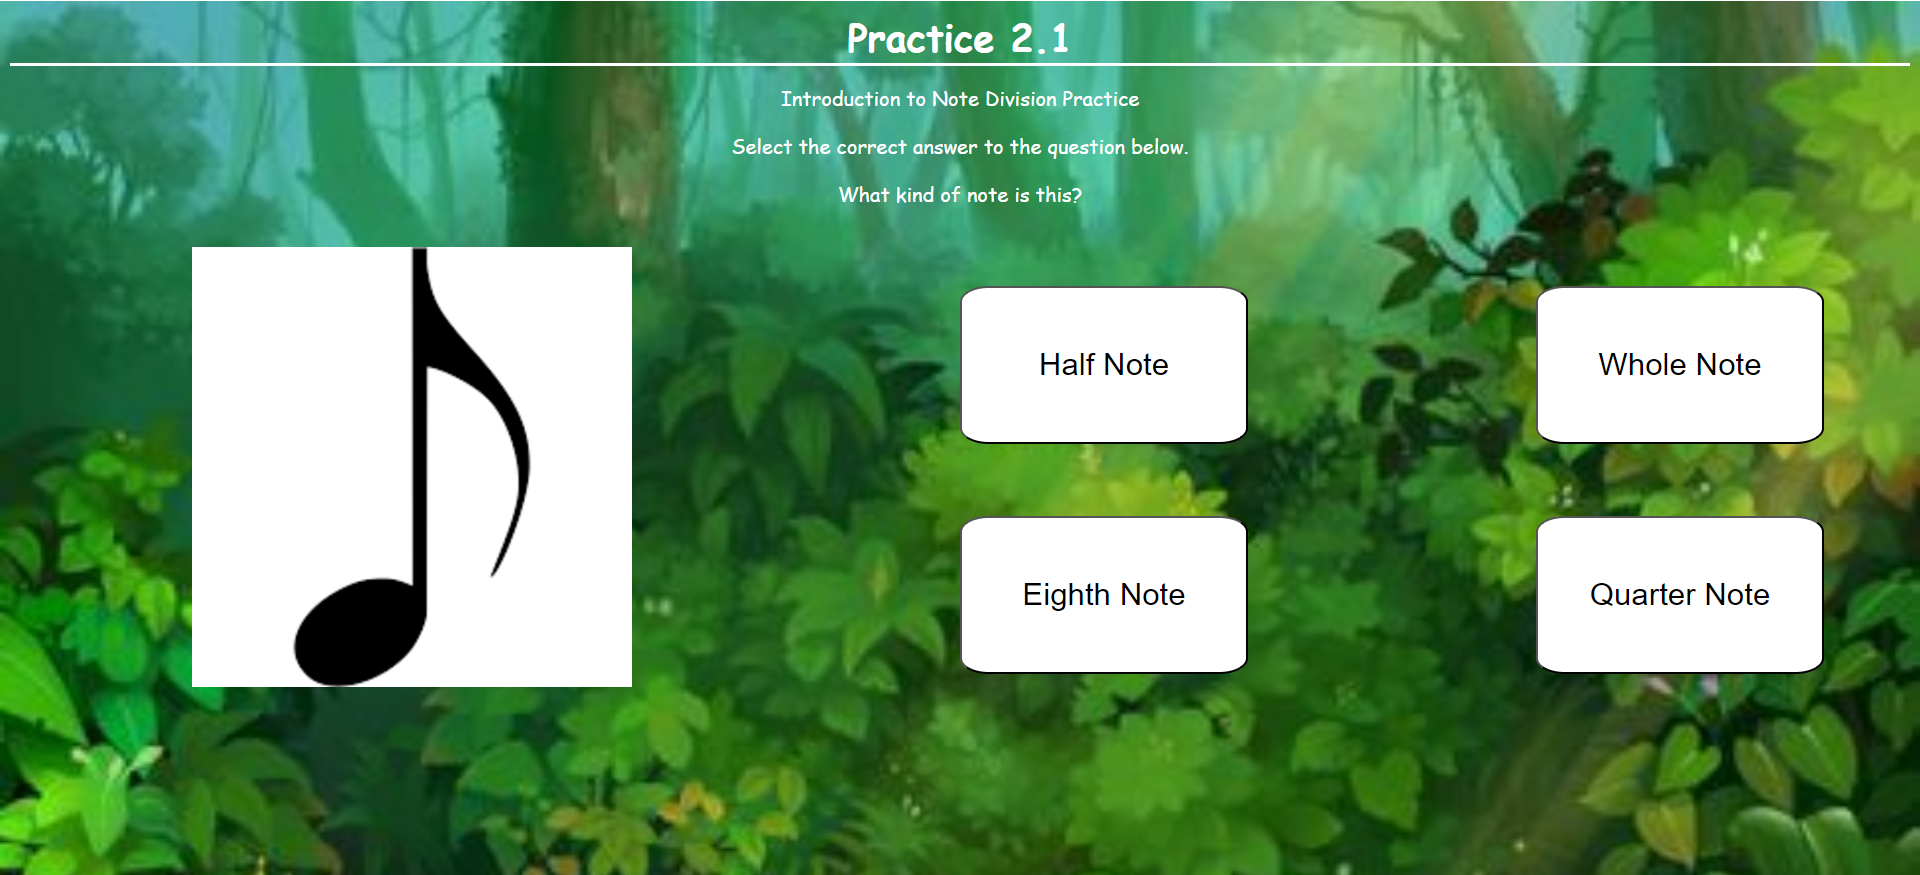 Practice 2.1
Introduction to Note Division Practice
Select the correct answer to the question below.
What kind of note is this?
Half Note
Whole Note
Eighth Note
Quarter Note